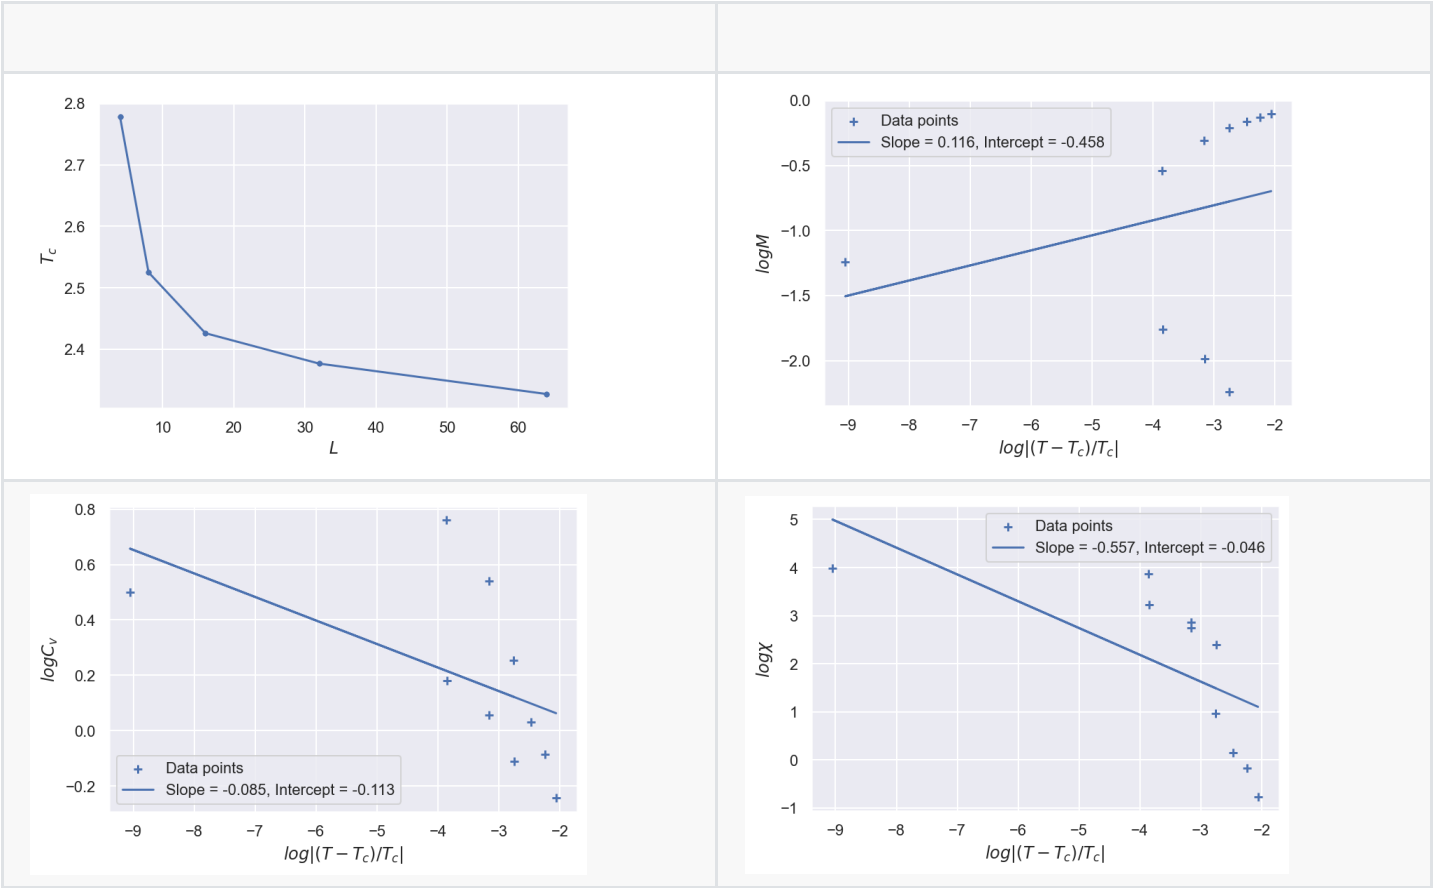 2.8
2.7
2.6
2.5
2.4
T_c
10 20 30 40 50 60
L
0.0
−0.5
−1.0
−1.5
−2.0
logM
Data points
Slope = 0.116, Intercept = -0.458
−9 −8 −7 −6 −5 −4 −3 −2
log|(T − T_c)/T_c|
0.8
0.6
0.4
0.2
0.0
−0.2
logC_v
Data points
Slope = -0.085, Intercept = -0.113
−9 −8 −7 −6 −5 −4 −3 −2
log|(T − T_c)/T_c|
5
4
3
2
1
0
−1
logχ
Data points
Slope = -0.557, Intercept = -0.046
−9 −8 −7 −6 −5 −4 −3 −2
log|(T − T_c)/T_c|